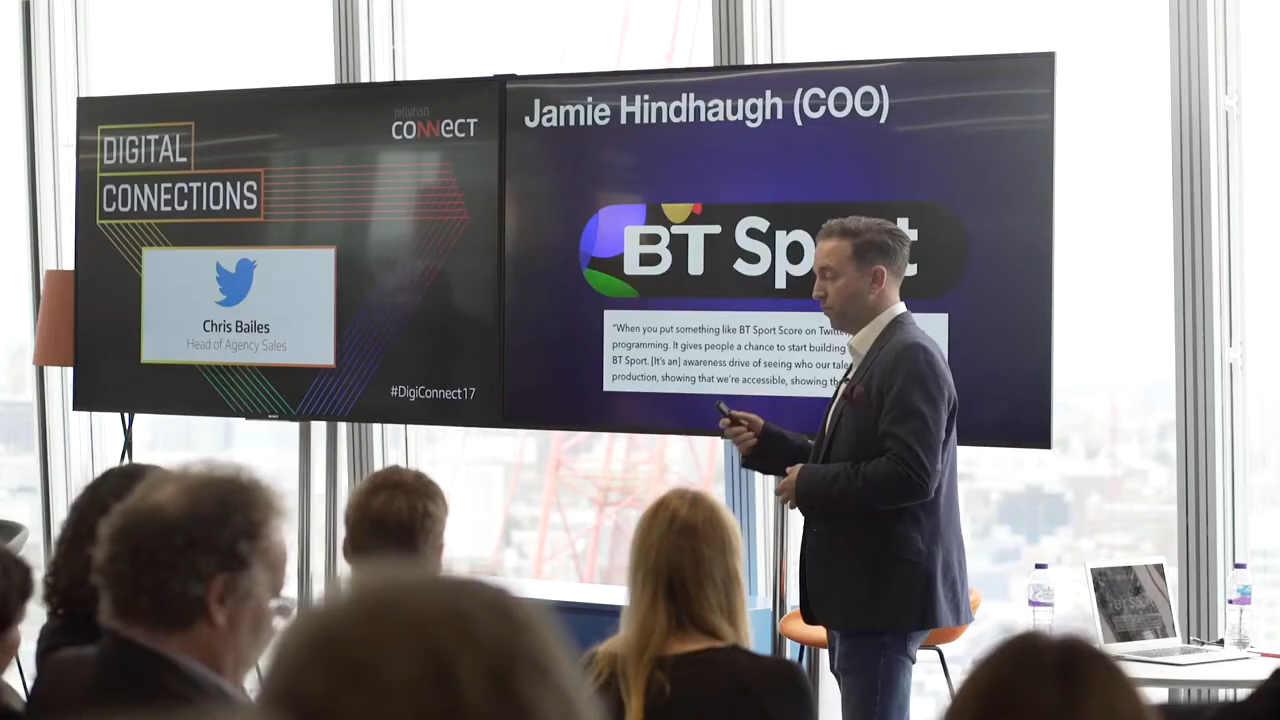 DIGITAL
CONNECTIONS
jellyfish
CONNECT
Chris Bailes
Head of Agency Sales
#DigiConnect17
Jamie Hindhaugh (COO)
BT Sp t
“When you put something like BT Sport Score on Twitter
programming. It gives people a chance to start building
BT Sport. [It's an] awareness drive of seeing who our tale
production, showing that we're accessible, showing th